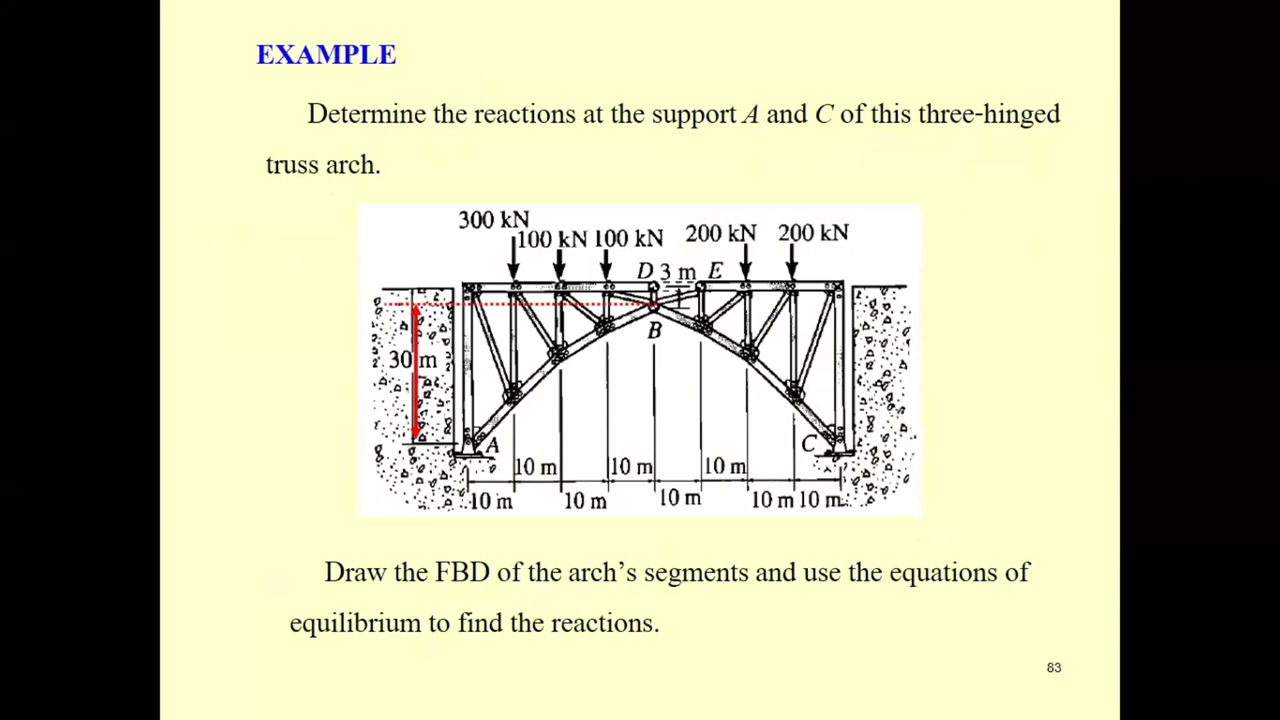 EXAMPLE
Determine the reactions at the support A and C of this three-hinged
truss arch.
300 kN
100 kN 100 kN 200 kN 200 kN
D 3 m E
B
30 m
A C
10 m 10 m 10 m
10 m 10 m 10 m 10 m 10 m
Draw the FBD of the arch’s segments and use the equations of
equilibrium to find the reactions.
83